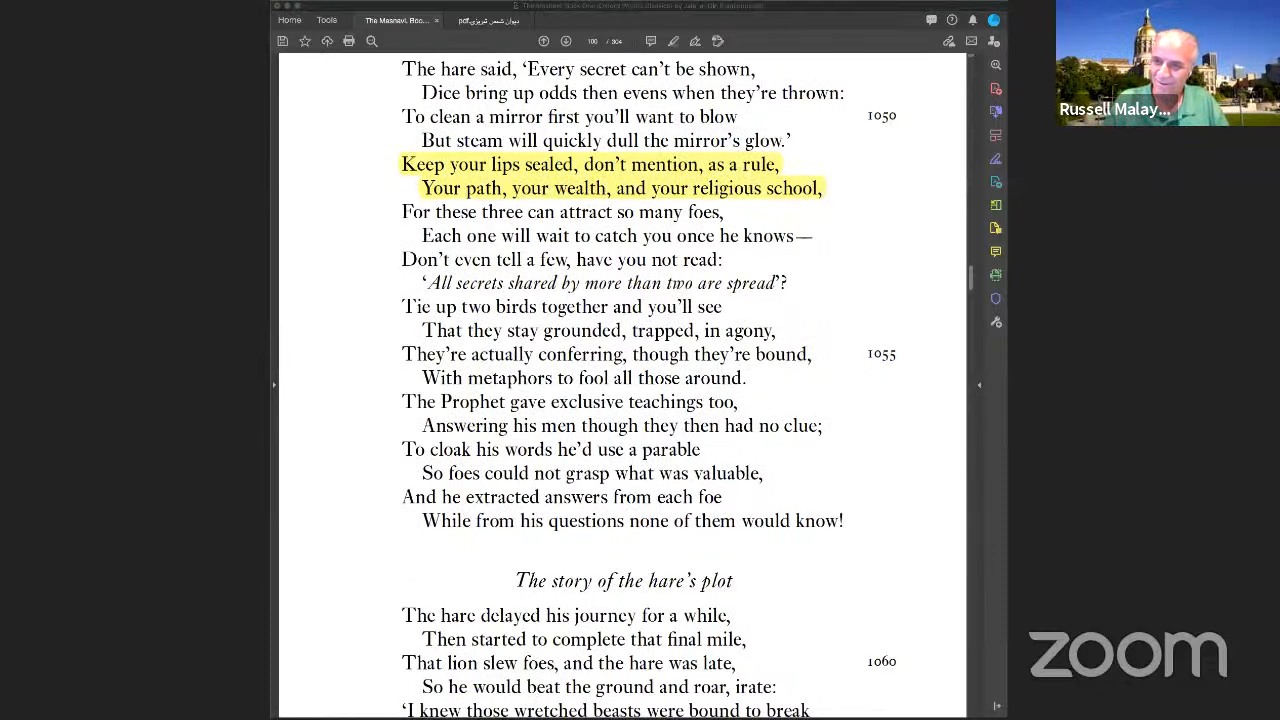 Home Tools The Masnavi, Boo... × ديوان شمس تبريزي.pdf
100 / 304
The hare said, ‘Every secret can’t be shown,
Dice bring up odds then evens when they’re thrown:
To clean a mirror first you’ll want to blow 1050
But steam will quickly dull the mirror’s glow.’
Keep your lips sealed, don’t mention, as a rule,
Your path, your wealth, and your religious school,
For these three can attract so many foes,
Each one will wait to catch you once he knows—
Don’t even tell a few, have you not read:
‘All secrets shared by more than two are spread’?
Tie up two birds together and you’ll see
That they stay grounded, trapped, in agony,
They’re actually conferring, though they’re bound, 1055
With metaphors to fool all those around.
The Prophet gave exclusive teachings too,
Answering his men though they then had no clue;
To cloak his words he’d use a parable
So foes could not grasp what was valuable,
And he extracted answers from each foe
While from his questions none of them would know!
The story of the hare’s plot
The hare delayed his journey for a while,
Then started to complete that final mile,
That lion slew foes, and the hare was late, 1060
So he would beat the ground and roar, irate:
‘I knew those wretched beasts were bound to break
Russell Malay...
zoom